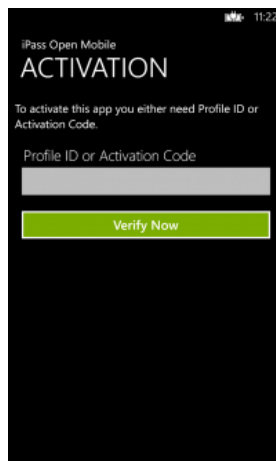 11:22
iPass Open Mobile
ACTIVATION
To activate this app you either need Profile ID or
Activation Code.
Profile ID or Activation Code
Verify Now